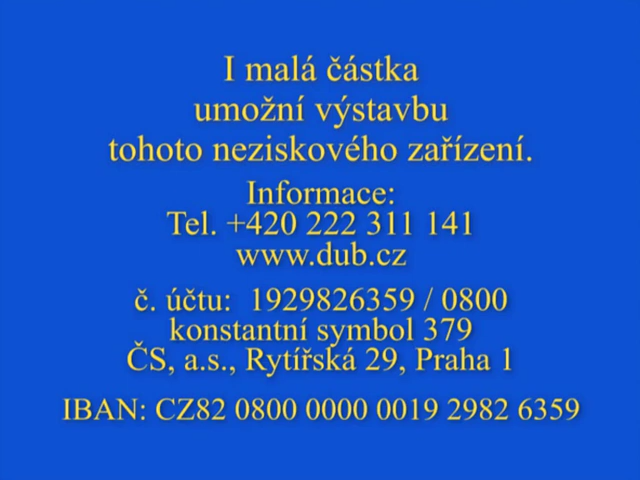 I malá částka
umožní výstavbu
tohoto neziskového zařízení.
Informace:
Tel. +420 222 311 141
www.dub.cz
č. účtu:  1929826359 / 0800
konstantní symbol 379
ČS, a.s., Rytířská 29, Praha 1
IBAN: CZ82 0800 0000 0019 2982 6359